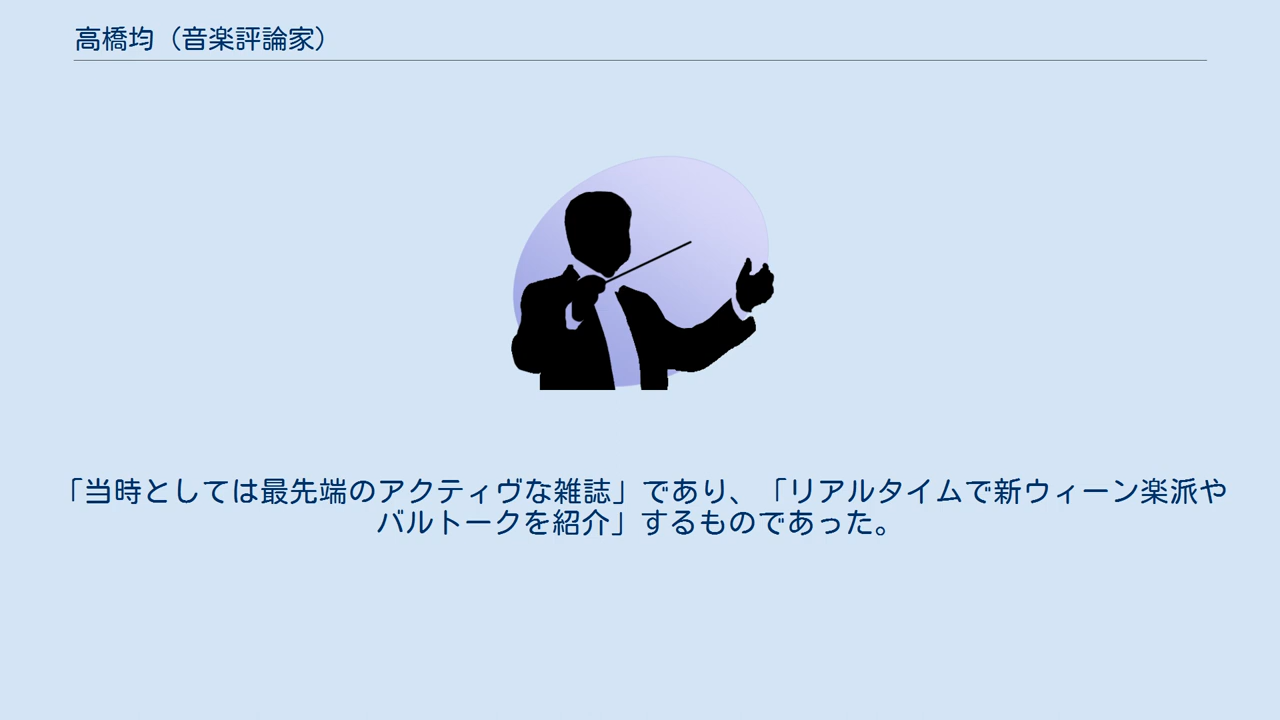 高橋均（音楽評論家）
「当時としては最先端のアクティヴな雑誌」であり、「リアルタイムで新ウィーン楽派や
バルトークを紹介」するものであった。